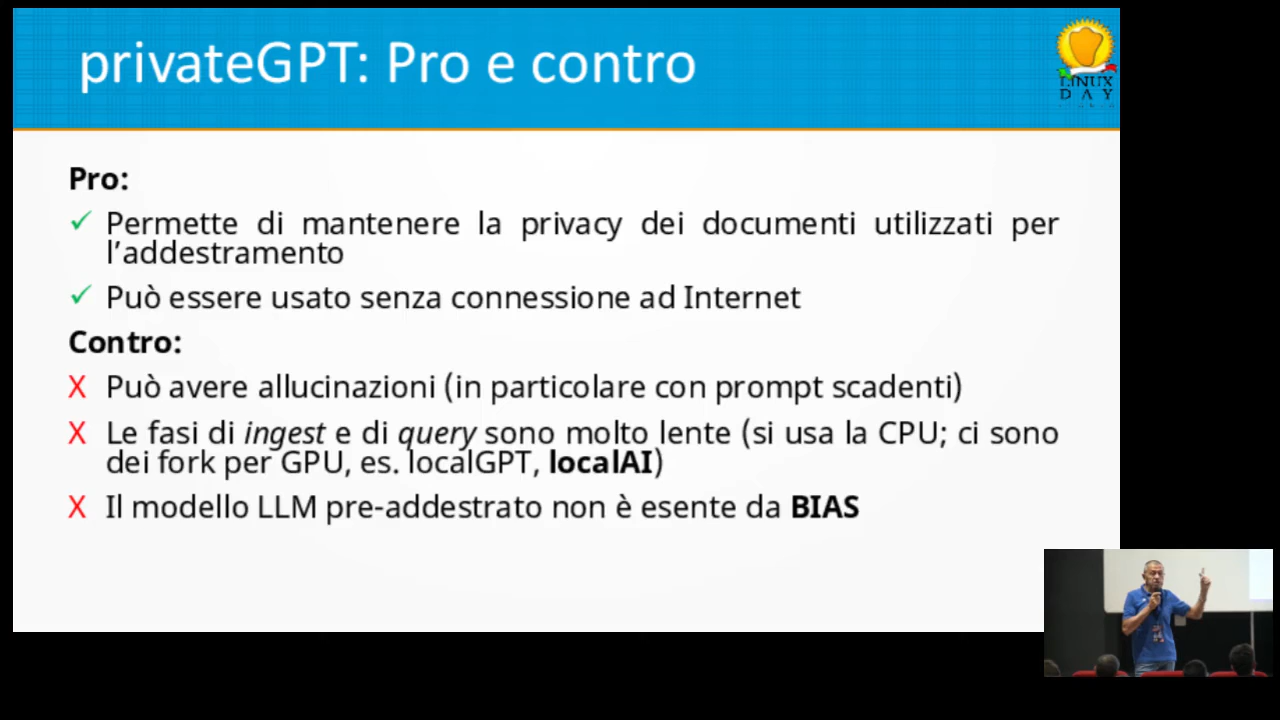 privateGPT: Pro e contro
LINUX
DAY
Pro:
✓ Permette di mantenere la privacy dei documenti utilizzati per
l’addestramento
✓ Può essere usato senza connessione ad Internet
Contro:
X Può avere allucinazioni (in particolare con prompt scadenti)
X Le fasi di ingest e di query sono molto lente (si usa la CPU; ci sono
dei fork per GPU, es. localGPT, localAI)
X Il modello LLM pre-addestrato non è esente da BIAS